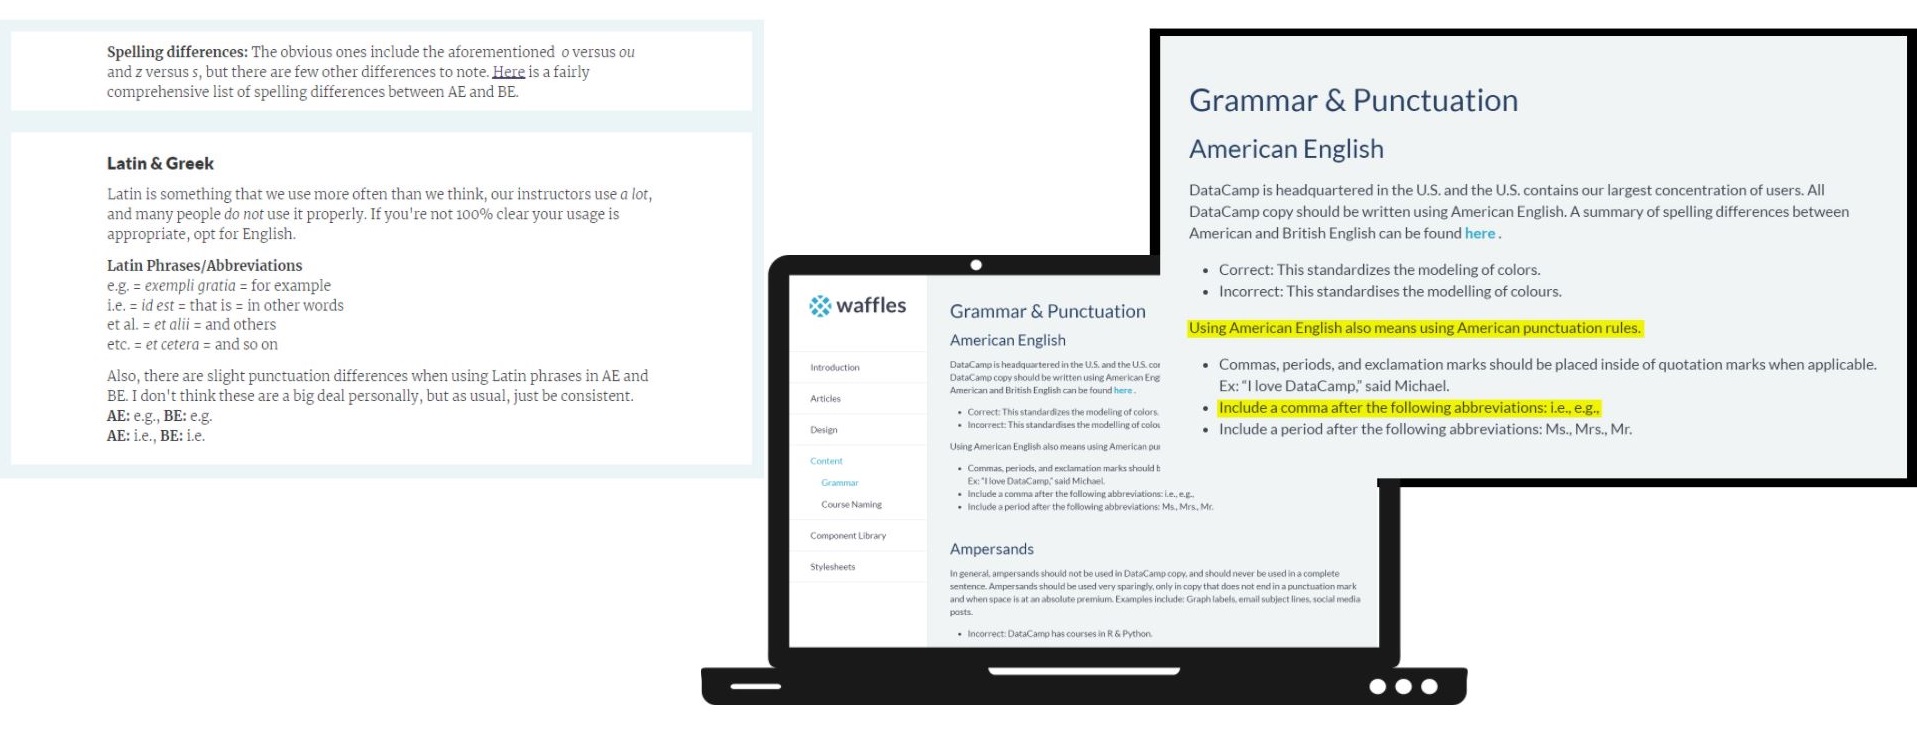 Spelling differences: The obvious ones include the aforementioned o versus ou
and z versus s, but there are few other differences to note. Here is a fairly
comprehensive list of spelling differences between AE and BE.
Latin & Greek
Latin is something that we use more often than we think, our instructors use a lot,
and many people do not use it properly. If you're not 100% clear your usage is
appropriate, opt for English.
Latin Phrases/Abbreviations
e.g. = exempli gratia = for example
i.e. = id est = that is = in other words
et al. = et alii = and others
etc. = et cetera = and so on
Also, there are slight punctuation differences when using Latin phrases in AE and
BE. I don't think these are a big deal personally, but as usual, just be consistent.
AE: e.g., BE: e.g.
AE: i.e., BE: i.e.
waffles
Introduction
Articles
Design
Content
Grammar
Course Naming
Component Library
Stylesheets
Grammar & Punctuation
American English
DataCamp is headquartered in the U.S. and the U.S. cor
DataCamp copy should be written using American Eng
American and British English can be found here .
• Correct: This standardizes the modeling of colors.
• Incorrect: This standardises the modelling of colou
Using American English also means using American pu
• Commas, periods, and exclamation marks should b
Ex: “I love DataCamp,” said Michael.
• Include a comma after the following abbreviations: i.e., e.g.,
• Include a period after the following abbreviations: Ms., Mrs., Mr.
Ampersands
In general, ampersands should not be used in DataCamp copy, and should never be used in a complete
sentence. Ampersands should be used very sparingly, only in copy that does not end in a punctuation mark
and when space is at an absolute premium. Examples include: Graph labels, email subject lines, social media
posts.
• Incorrect: DataCamp has courses in R & Python.
Grammar & Punctuation
American English
DataCamp is headquartered in the U.S. and the U.S. contains our largest concentration of users. All
DataCamp copy should be written using American English. A summary of spelling differences between
American and British English can be found here .
• Correct: This standardizes the modeling of colors.
• Incorrect: This standardises the modelling of colours.
Using American English also means using American punctuation rules.
• Commas, periods, and exclamation marks should be placed inside of quotation marks when applicable.
Ex: “I love DataCamp,” said Michael.
• Include a comma after the following abbreviations: i.e., e.g.,
• Include a period after the following abbreviations: Ms., Mrs., Mr.